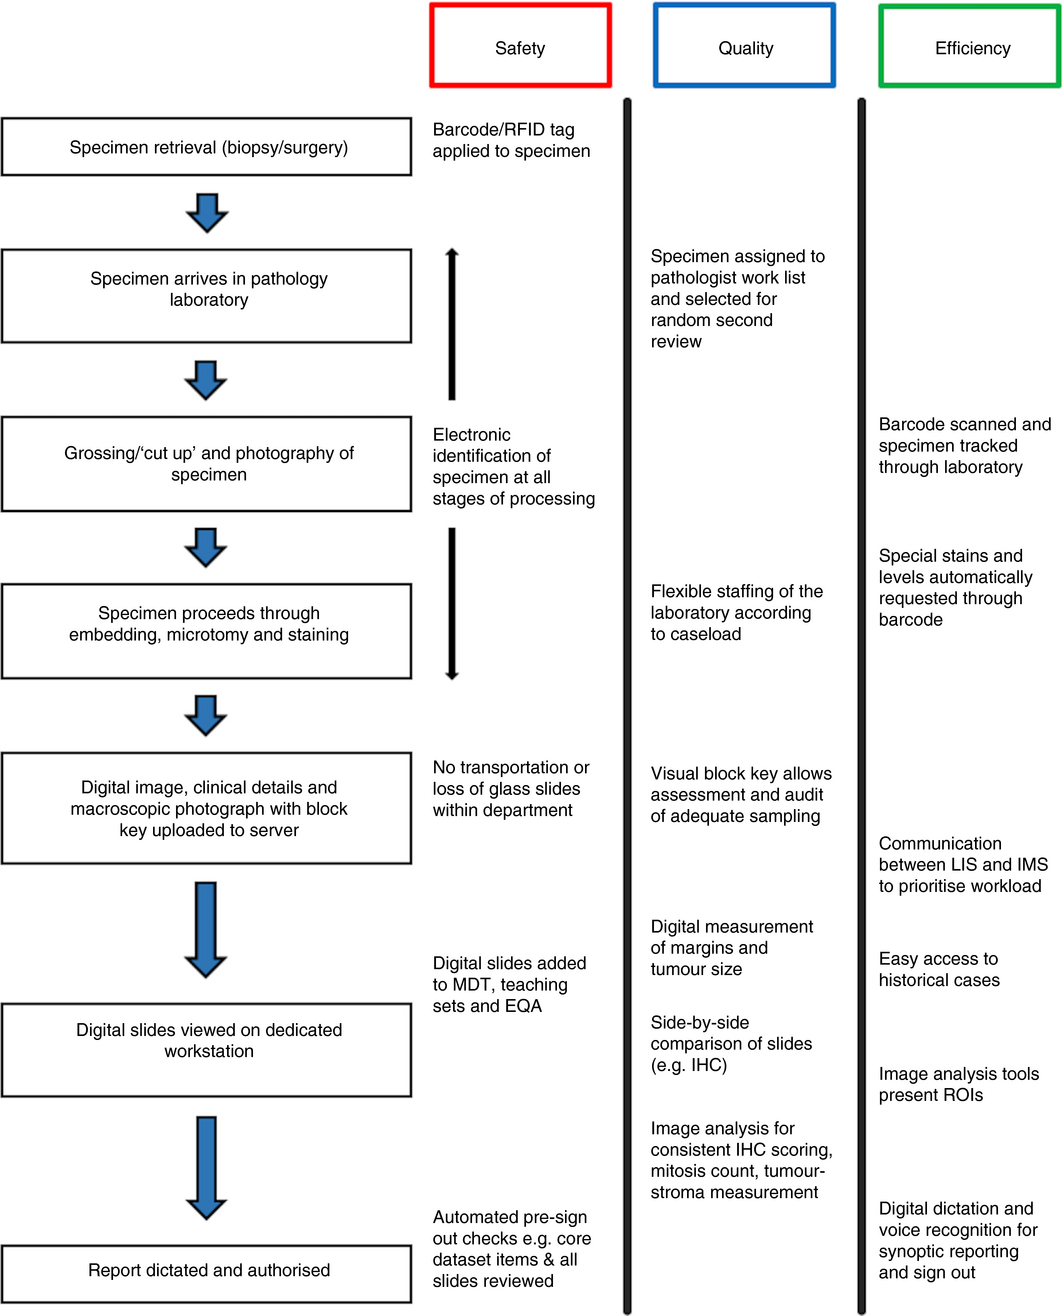 Safety
Quality
Efficiency
Specimen retrieval (biopsy/surgery)
Barcode/RFID tag
applied to specimen
Specimen arrives in pathology
laboratory
Specimen assigned to
pathologist work list
and selected for
random second
review
Grossing/‘cut up’ and photography of
specimen
Electronic
identification of
specimen at all
stages of processing
Barcode scanned and
specimen tracked
through laboratory
Specimen proceeds through
embedding, microtomy and staining
Flexible staffing of the
laboratory according
to caseload
Special stains and
levels automatically
requested through
barcode
Digital image, clinical details and
macroscopic photograph with block
key uploaded to server
No transportation or
loss of glass slides
within department
Visual block key allows
assessment and audit
of adequate sampling
Communication
between LIS and IMS
to prioritise workload
Digital slides viewed on dedicated
workstation
Digital slides added
to MDT, teaching
sets and EQA
Digital measurement
of margins and
tumour size
Side-by-side
comparison of slides
(e.g. IHC)
Image analysis for
consistent IHC scoring,
mitosis count, tumour-
stroma measurement
Easy access to
historical cases
Image analysis tools
present ROIs
Report dictated and authorised
Automated pre-sign
out checks e.g. core
dataset items & all
slides reviewed
Digital dictation and
voice recognition for
synoptic reporting
and sign out